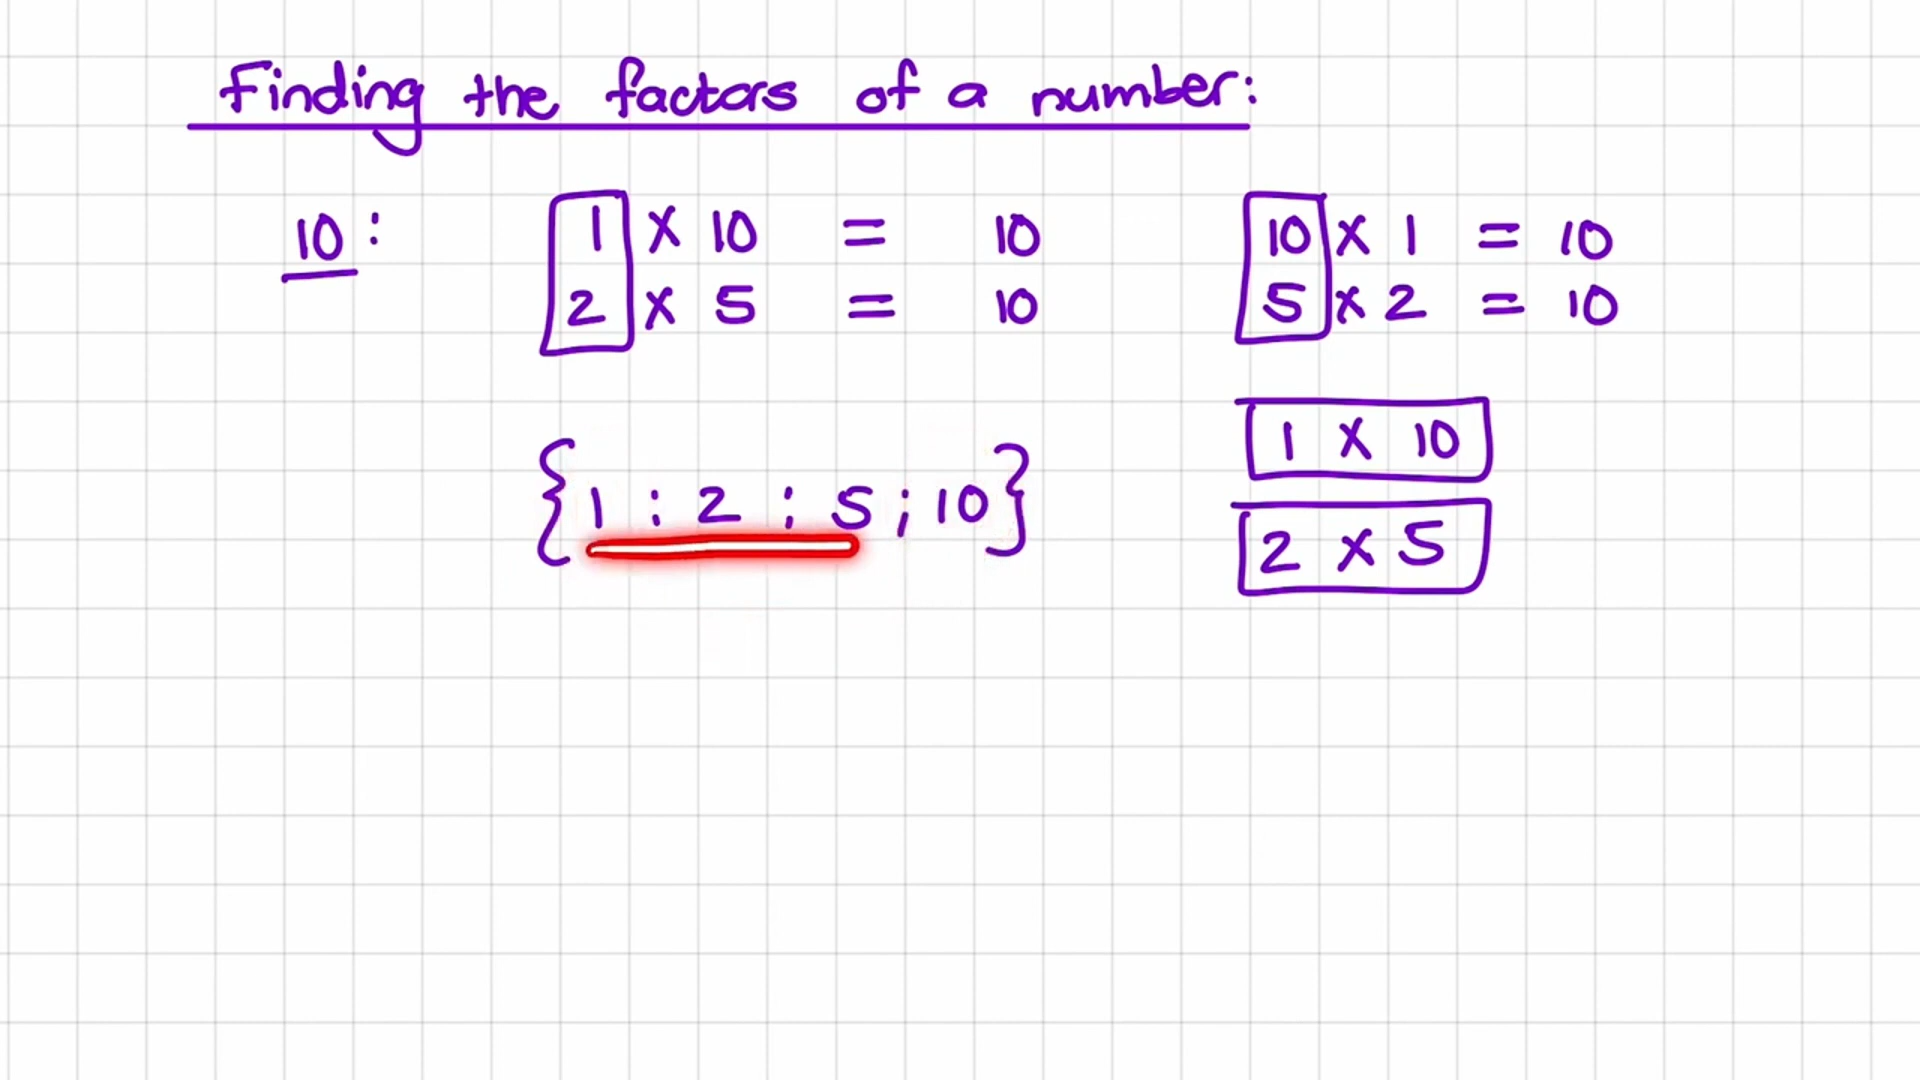 Finding the factors of a number:
10: 1 x 10 = 10 10 x 1 = 10
2 x 5 = 10 5 x 2 = 10
{1 ; 2 ; 5 ; 10}
1 x 10
2 x 5